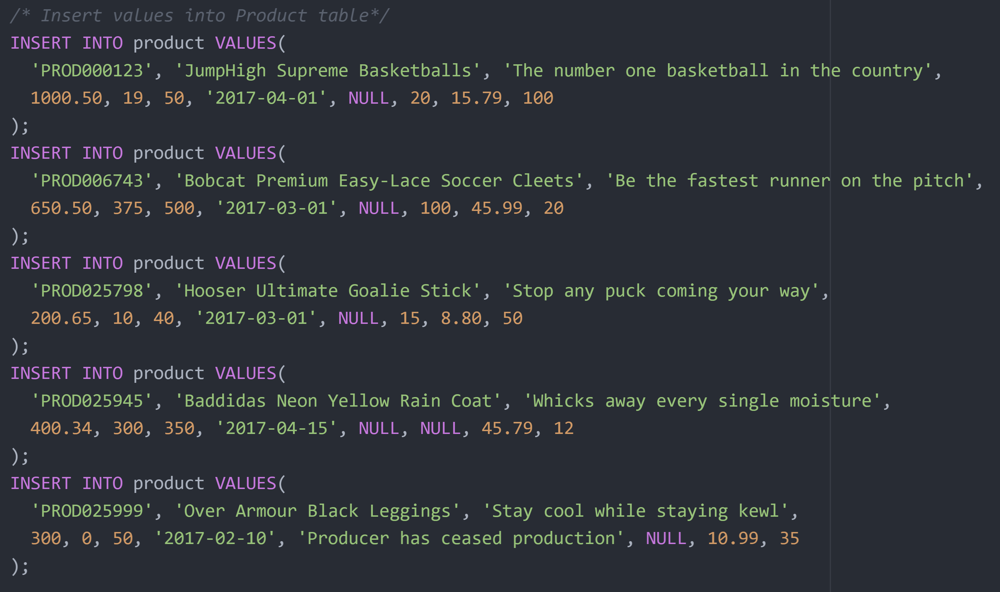 /* Insert values into Product table*/
INSERT INTO product VALUES(
  'PROD000123', 'JumpHigh Supreme Basketballs', 'The number one basketball in the country',
  1000.50, 19, 50, '2017-04-01', NULL, 20, 15.79, 100
);
INSERT INTO product VALUES(
  'PROD006743', 'Bobcat Premium Easy-Lace Soccer Cleets', 'Be the fastest runner on the pitch',
  650.50, 375, 500, '2017-03-01', NULL, 100, 45.99, 20
);
INSERT INTO product VALUES(
  'PROD025798', 'Hooser Ultimate Goalie Stick', 'Stop any puck coming your way',
  200.65, 10, 40, '2017-03-01', NULL, 15, 8.80, 50
);
INSERT INTO product VALUES(
  'PROD025945', 'Baddidas Neon Yellow Rain Coat', 'Whicks away every single moisture',
  400.34, 300, 350, '2017-04-15', NULL, NULL, 45.79, 12
);
INSERT INTO product VALUES(
  'PROD025999', 'Over Armour Black Leggings', 'Stay cool while staying kewl',
  300, 0, 50, '2017-02-10', 'Producer has ceased production', NULL, 10.99, 35
);